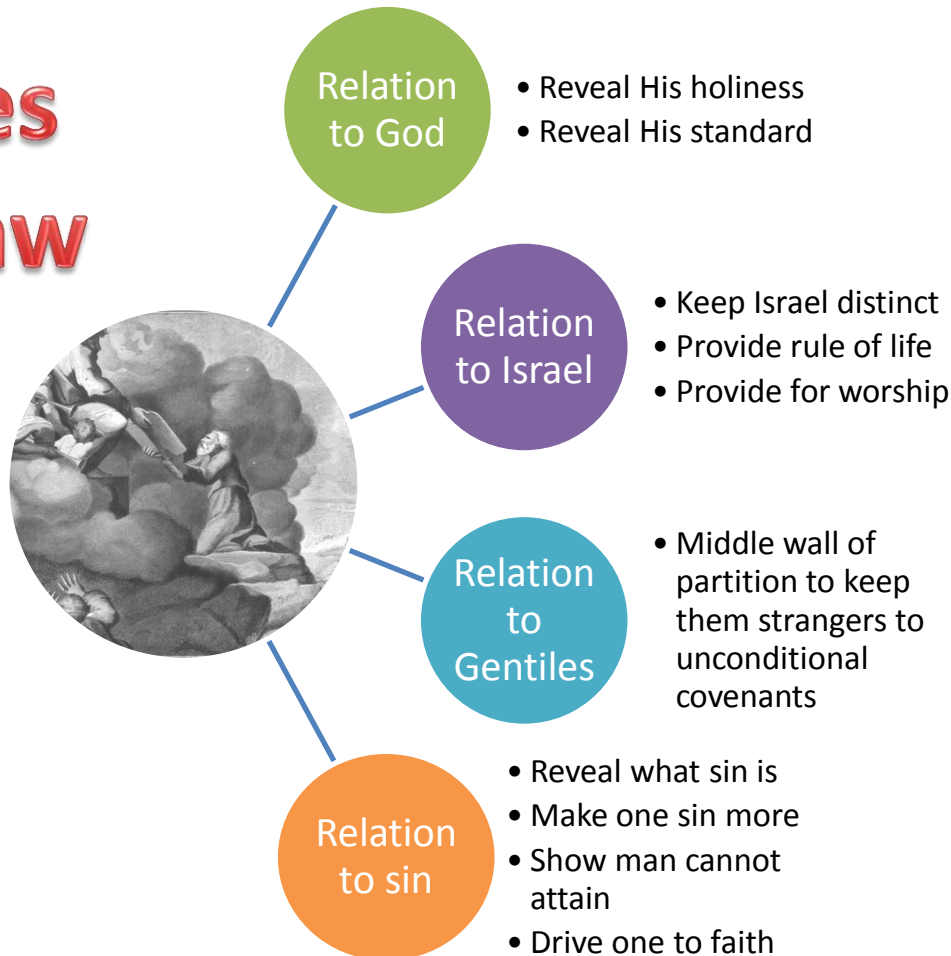 es
aw
Relation
to God
• Reveal His holiness
• Reveal His standard
Relation
to Israel
• Keep Israel distinct
• Provide rule of life
• Provide for worship
Relation
to
Gentiles
• Middle wall of
partition to keep
them strangers to
unconditional
covenants
Relation
to sin
• Reveal what sin is
• Make one sin more
• Show man cannot
attain
• Drive one to faith